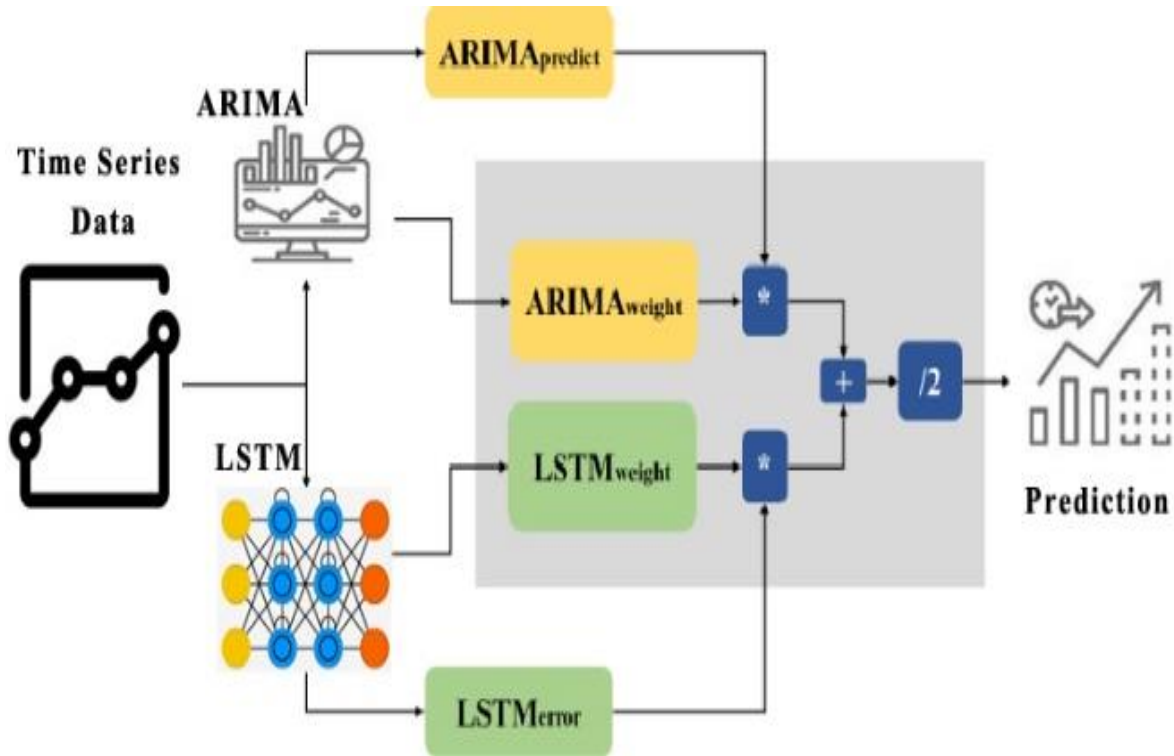 ARIMApredict
ARIMA
Time Series
Data
ARIMAweight
*
+
/2
LSTM
LSTMweight
*
Prediction
LSTMerror